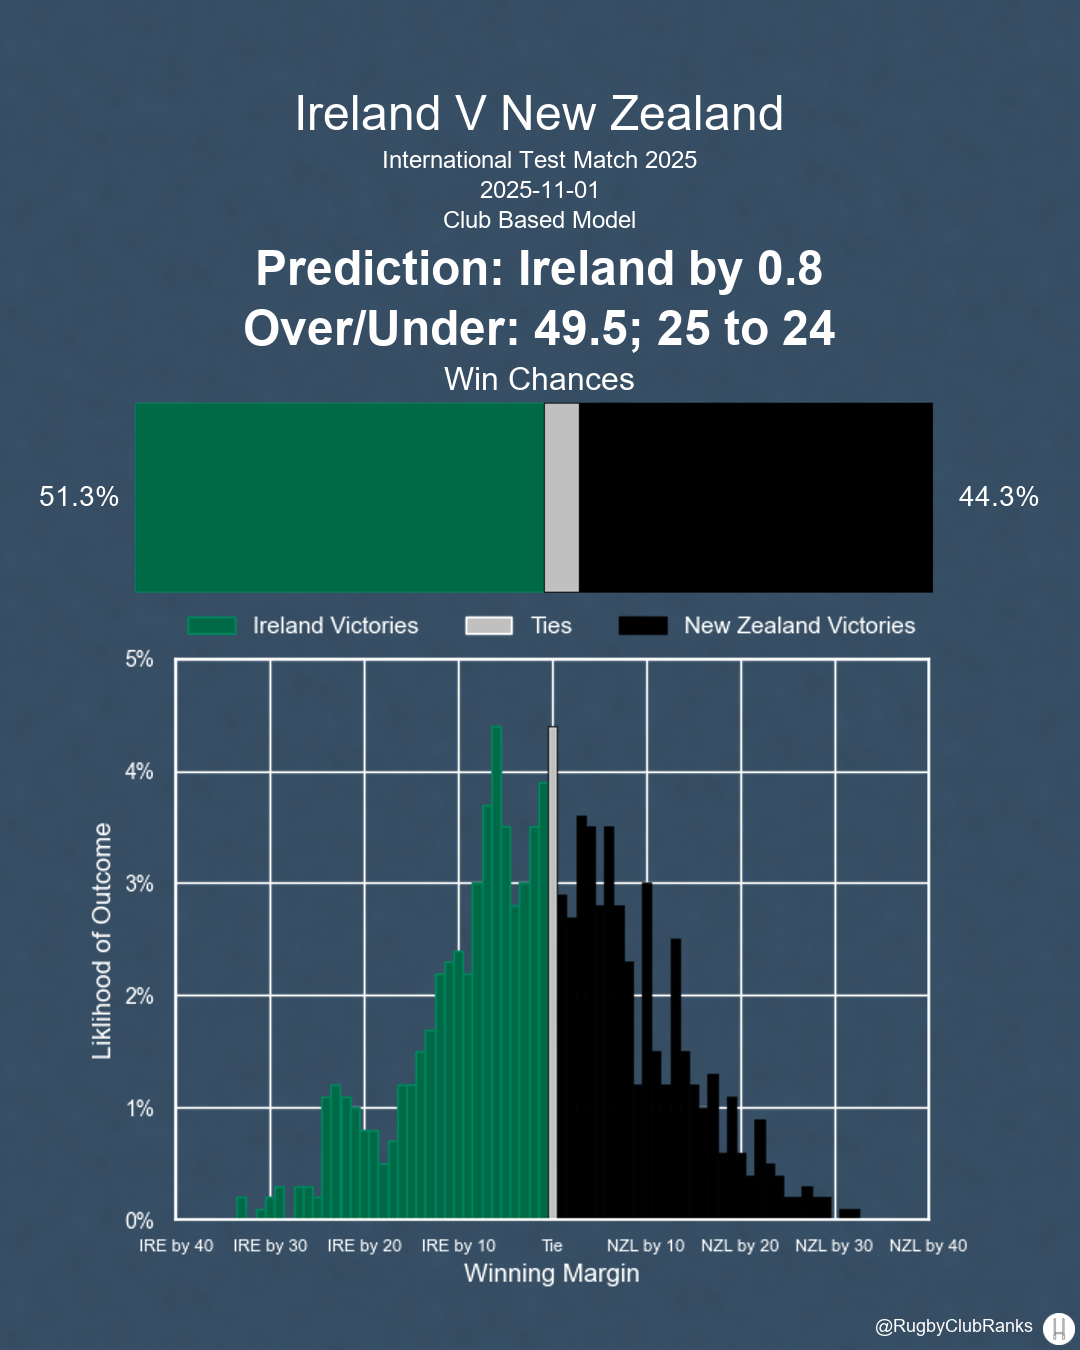 Ireland V New Zealand
International Test Match 2025
2025-11-01
Club Based Model
Prediction: Ireland by 0.8
Over/Under: 49.5; 25 to 24
Win Chances
51.3%
44.3%
Ireland Victories
Ties
New Zealand Victories
5%
4%
3%
2%
1%
0%
Liklihood of Outcome
IRE by 40
IRE by 30
IRE by 20
IRE by 10
Tie
NZL by 10
NZL by 20
NZL by 30
NZL by 40
Winning Margin
@RugbyClubRanks